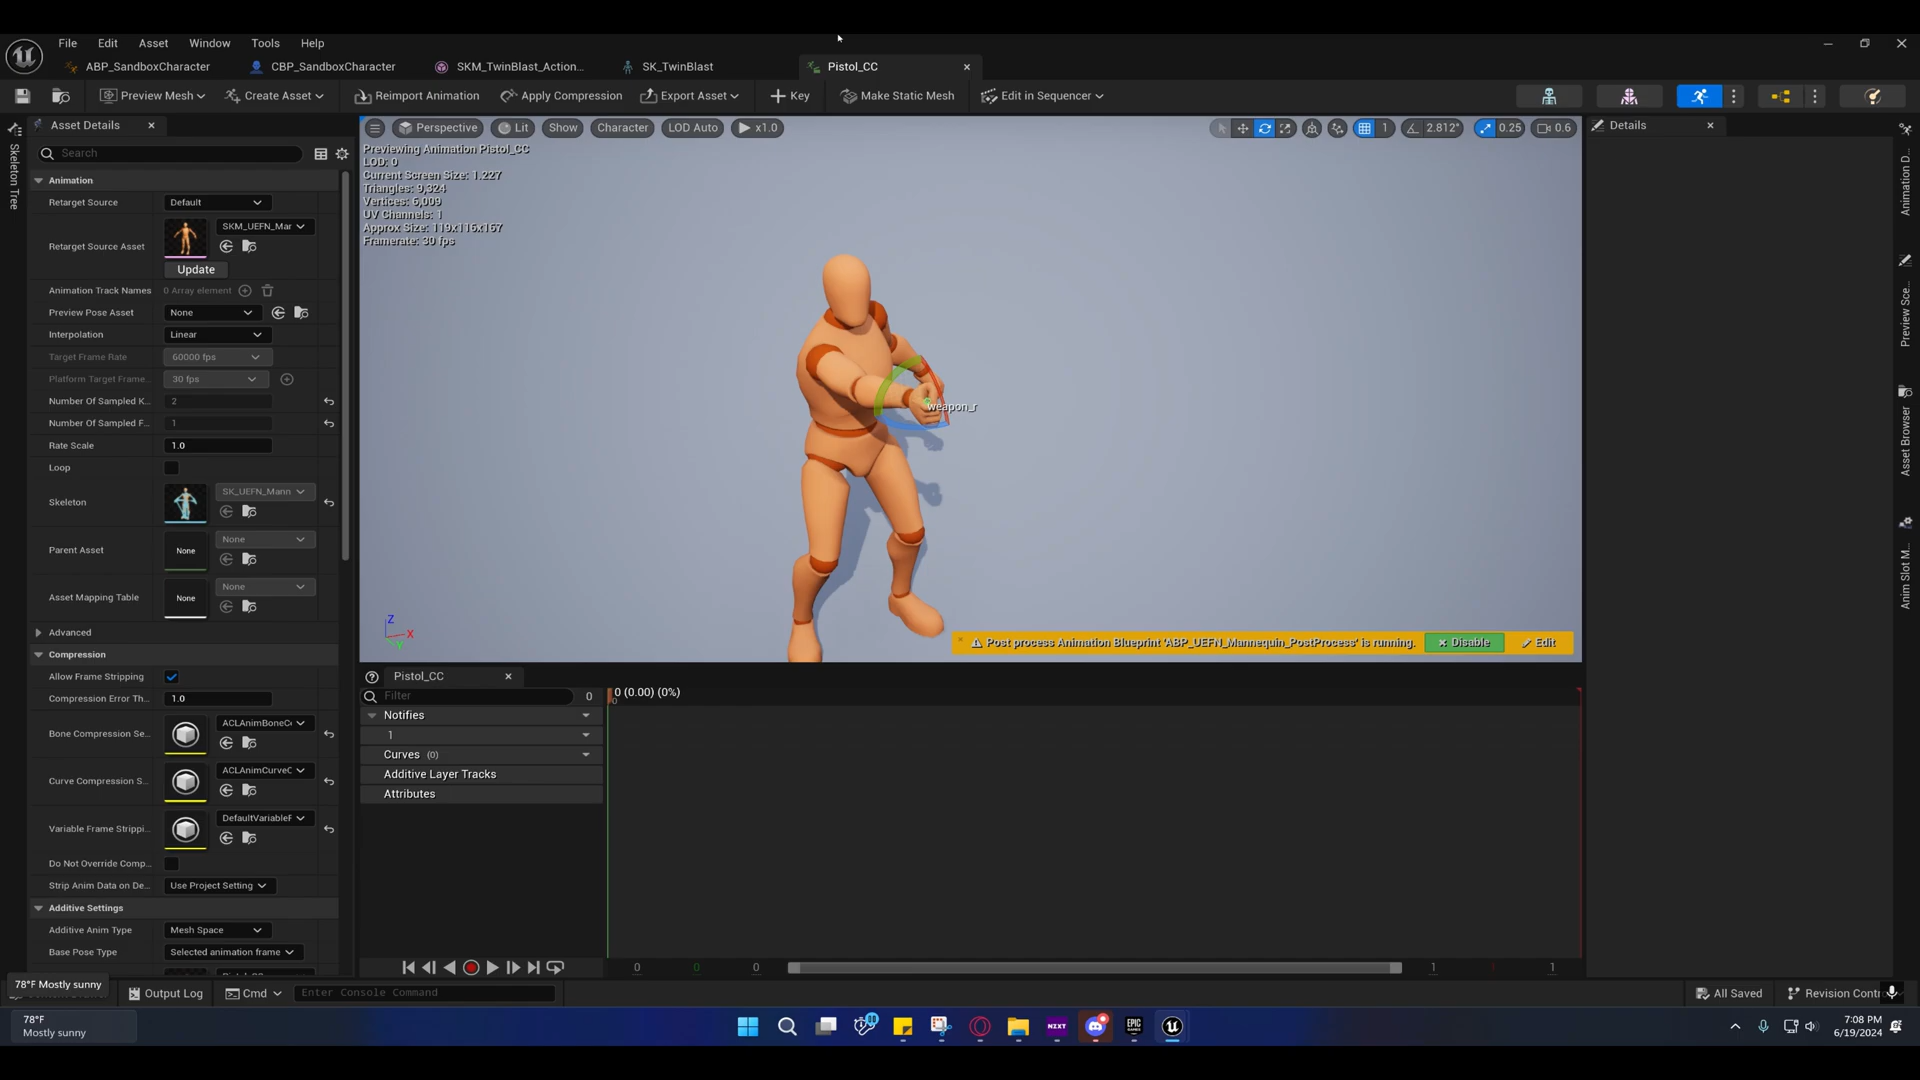 File Edit Asset Window Tools Help
ABP_SandboxCharacter CBP_SandboxCharacter SKM_TwinBlast_Action... SK_TwinBlast Pistol_CC
Preview Mesh Create Asset Reimport Animation Apply Compression Export Asset Key Make Static Mesh Edit in Sequencer
Skeleton Tree
Asset Details
Search
Animation
Retarget Source Default
Retarget Source Asset SKM_UEFN_Mar
Update
Animation Track Names 0 Array element
Preview Pose Asset None
Interpolation Linear
Target Frame Rate 60000 fps
Platform Target Frame... 30 fps
Number Of Sampled K... 2
Number Of Sampled F... 1
Rate Scale 1.0
Loop
Skeleton SK_UEFN_Mann
Parent Asset None None
Asset Mapping Table None None
Advanced
Compression
Allow Frame Stripping
Compression Error Th... 1.0
Bone Compression Se... ACLAnimBoneC
Curve Compression S... ACLAnimCurveC
Variable Frame Strippi... DefaultVariableF
Do Not Override Comp...
Strip Anim Data on De... Use Project Setting
Additive Settings
Additive Anim Type Mesh Space
Base Pose Type Selected animation frame
Perspective Lit Show Character LOD Auto x1.0
1 2.812° 0.25 0.6
Previewing Animation Pistol_CC
LOD: 0
Current Screen Size: 1.227
Triangles: 9,324
Vertices: 6,009
UV Channels: 1
Approx Size: 119x116x167
Framerate: 30 fps
weapon_r
Z
X
Y
Post process Animation Blueprint 'ABP_UEFN_Mannequin_PostProcess' is running. Disable Edit
Pistol_CC
Filter 0
0 (0.00) (0%)
0
Notifies
1
Curves (0)
Additive Layer Tracks
Attributes
0 0 0 1 1
Details
Animation D...
Preview Sce...
Asset Browser
Anim Slot M...
78°F Mostly sunny
Output Log Cmd Enter Console Command All Saved Revision Contr
78°F
Mostly sunny
NZXT
EPIC
GAMES
7:08 PM
6/19/2024